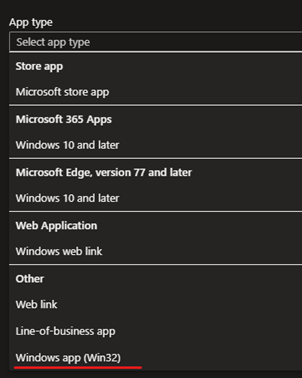 App type
Select app type
Store app
Microsoft store app
Microsoft 365 Apps
Windows 10 and later
Microsoft Edge, version 77 and later
Windows 10 and later
Web Application
Windows web link
Other
Web link
Line-of-business app
Windows app (Win32)